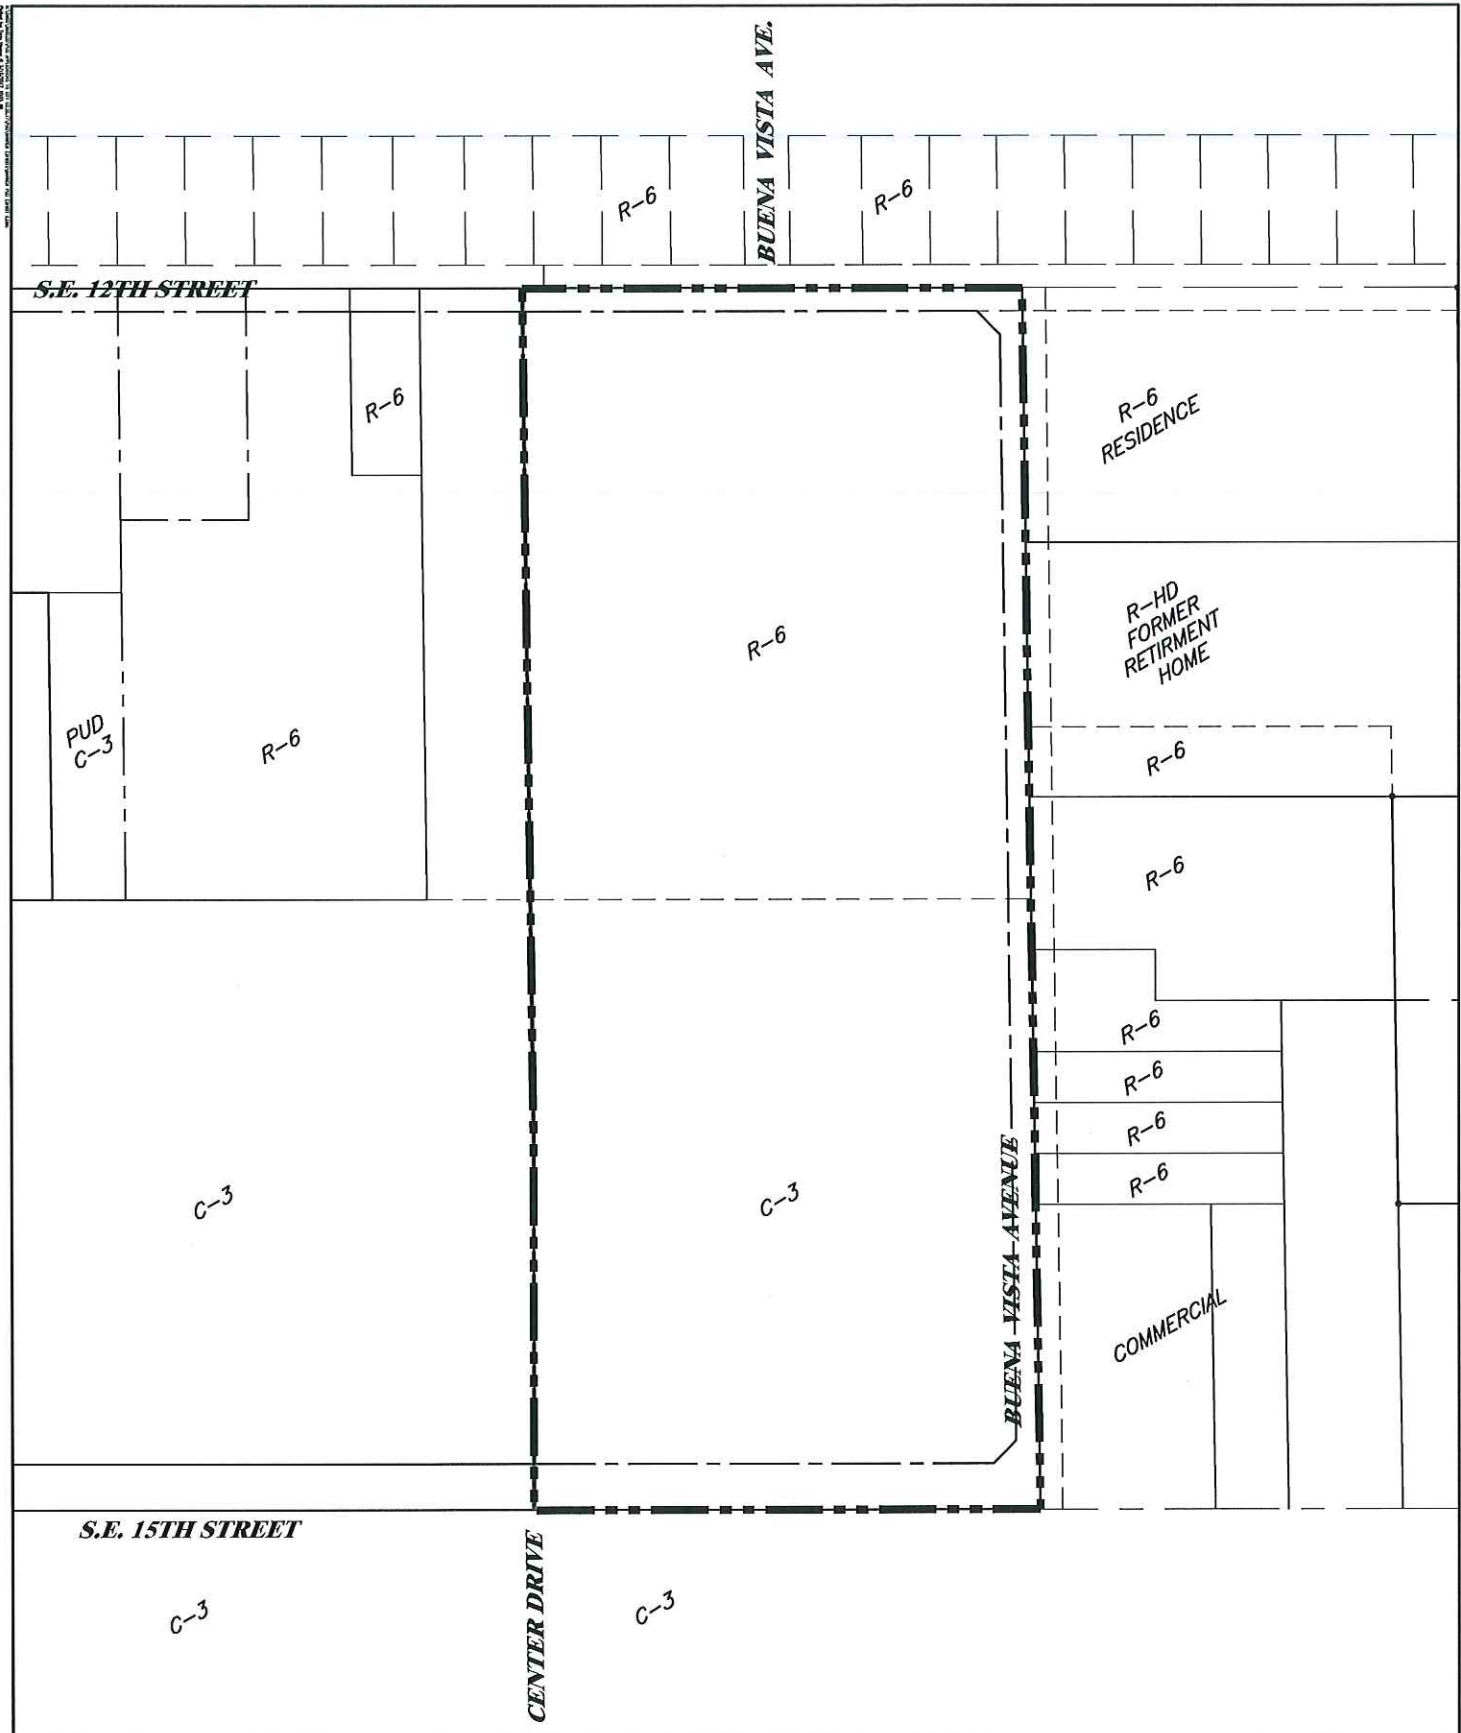 BUENA VISTA AVE.
R-6
R-6
S.E. 12TH STREET
R-6
R-6
RESIDENCE
R-HD
FORMER
RETIRMENT
HOME
R-6
PUD
C-3
R-6
R-6
R-6
R-6
R-6
R-6
R-6
C-3
C-3
BUENA VISTA AVENUE
COMMERCIAL
S.E. 15TH STREET
CENTER DRIVE
C-3
C-3